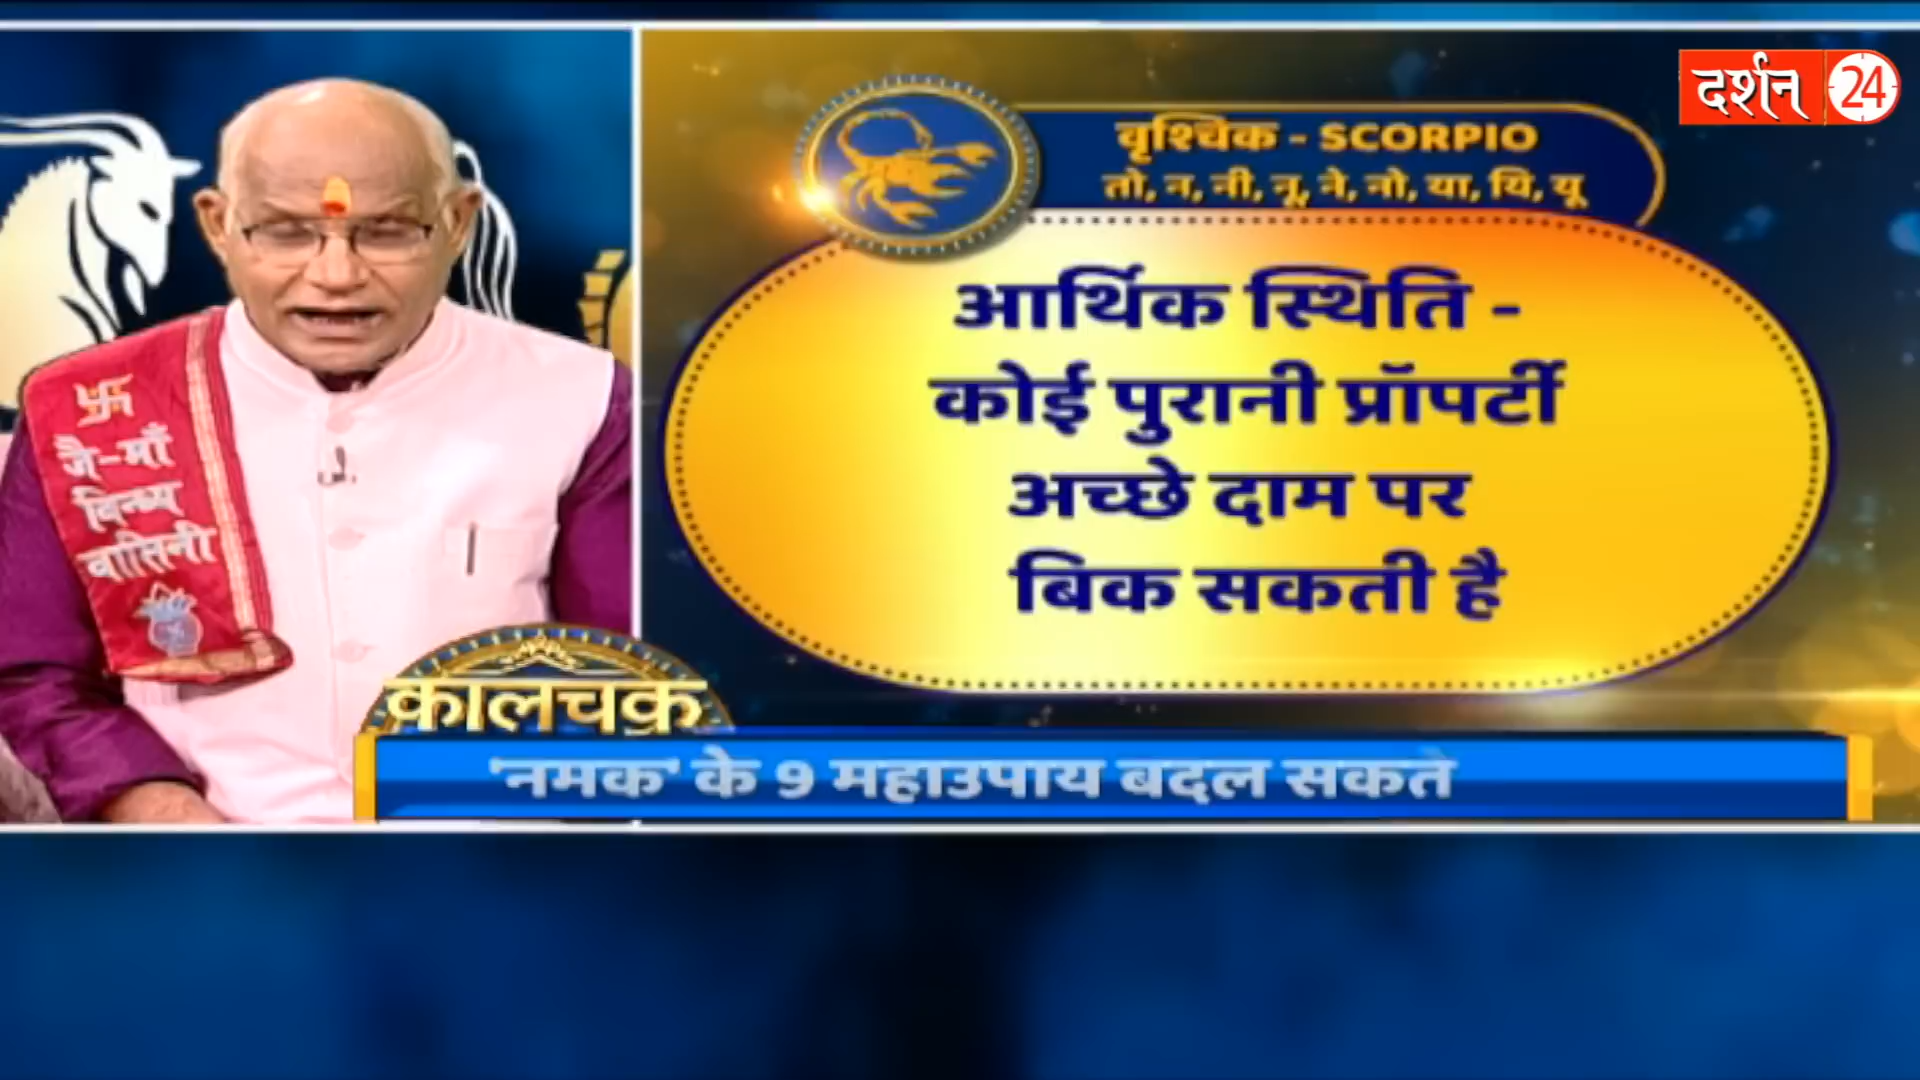 दर्शन 24
वृश्चिक - SCORPIO
तो, न, नी, नू, ने, नो, या, यि, यू
आर्थिक स्थिति -
कोई पुरानी प्रॉपर्टी
अच्छे दाम पर
बिक सकती है
जै-माँ
विन्ध्य
वासिनी
कालचक्र
'नमक' के 9 महाउपाय बदल सकते